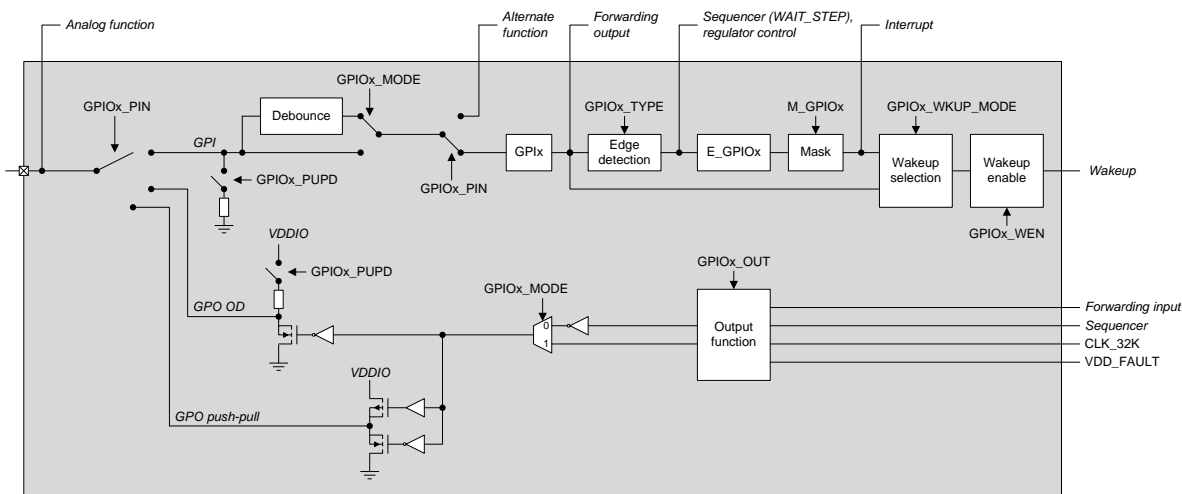 Analog function
Alternate
function
Forwarding
output
Sequencer (WAIT_STEP),
regulator control
Interrupt
GPIOx_PIN
GPIOx_MODE
Debounce
GPI
GPIOx_PUPD
GPIOx_PIN
GPIx
GPIOx_TYPE
Edge
detection
E_GPIOx
M_GPIOx
Mask
GPIOx_WKUP_MODE
Wakeup
selection
Wakeup
enable
Wakeup
GPIOx_WEN
VDDIO
GPIOx_PUPD
GPO OD
GPIOx_MODE
0
1
GPIOx_OUT
Output
function
Forwarding input
Sequencer
CLK_32K
VDD_FAULT
VDDIO
GPO push-pull